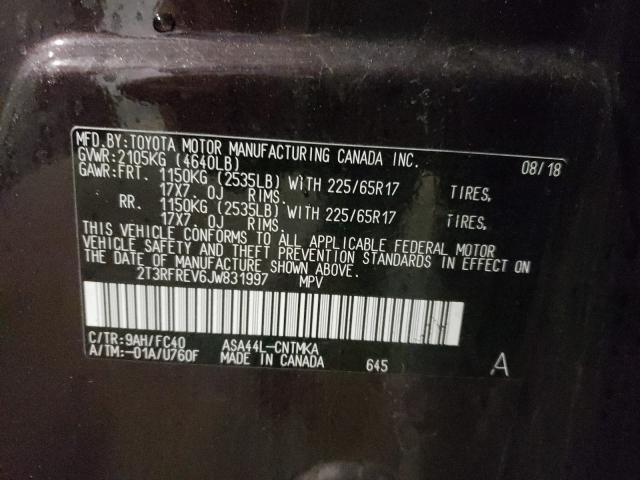 MFD.BY:TOYOTA MOTOR MANUFACTURING CANADA INC. 08/18
GVWR:2105KG (4640LB)
GAWR:FRT. 1150KG (2535LB) WITH 225/65R17 TIRES,
17X7. 0J RIMS.
RR. 1150KG (2535LB) WITH 225/65R17 TIRES,
17X7. 0J RIMS.
THIS VEHICLE CONFORMS TO ALL APPLICABLE FEDERAL MOTOR
VEHICLE SAFETY AND THEFT PREVENTION STANDARDS IN EFFECT ON
THE DATE OF MANUFACTURE SHOWN ABOVE.
2T3RFREV6JW831997 MPV
C/TR:9AH/FC40 ASA44L-CNTMKA
A/TM:-01A/U760F MADE IN CANADA 645 A